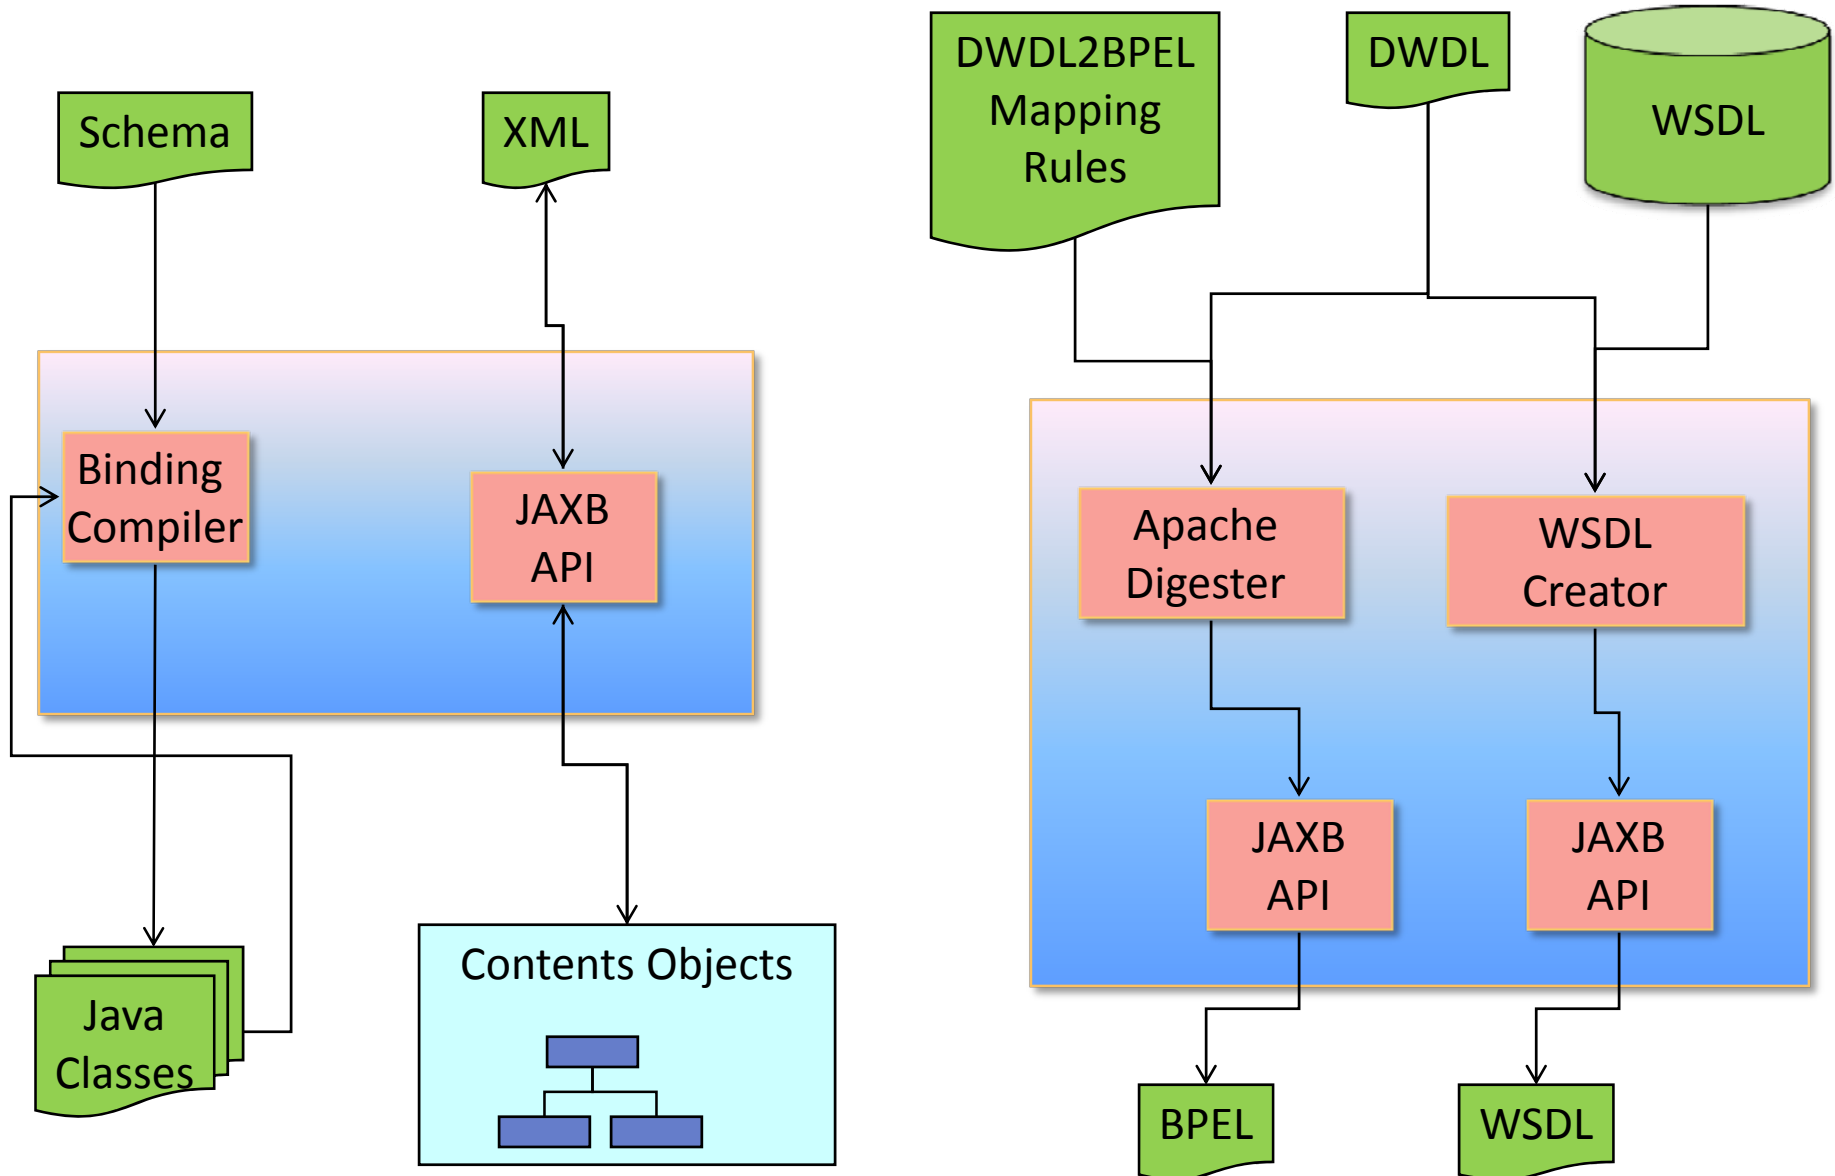 Schema
XML
Binding
Compiler
JAXB
API
Java
Classes
Contents Objects
DWDL2BPEL
Mapping
Rules
DWDL
WSDL
Apache
Digester
WSDL
Creator
JAXB
API
JAXB
API
BPEL
WSDL